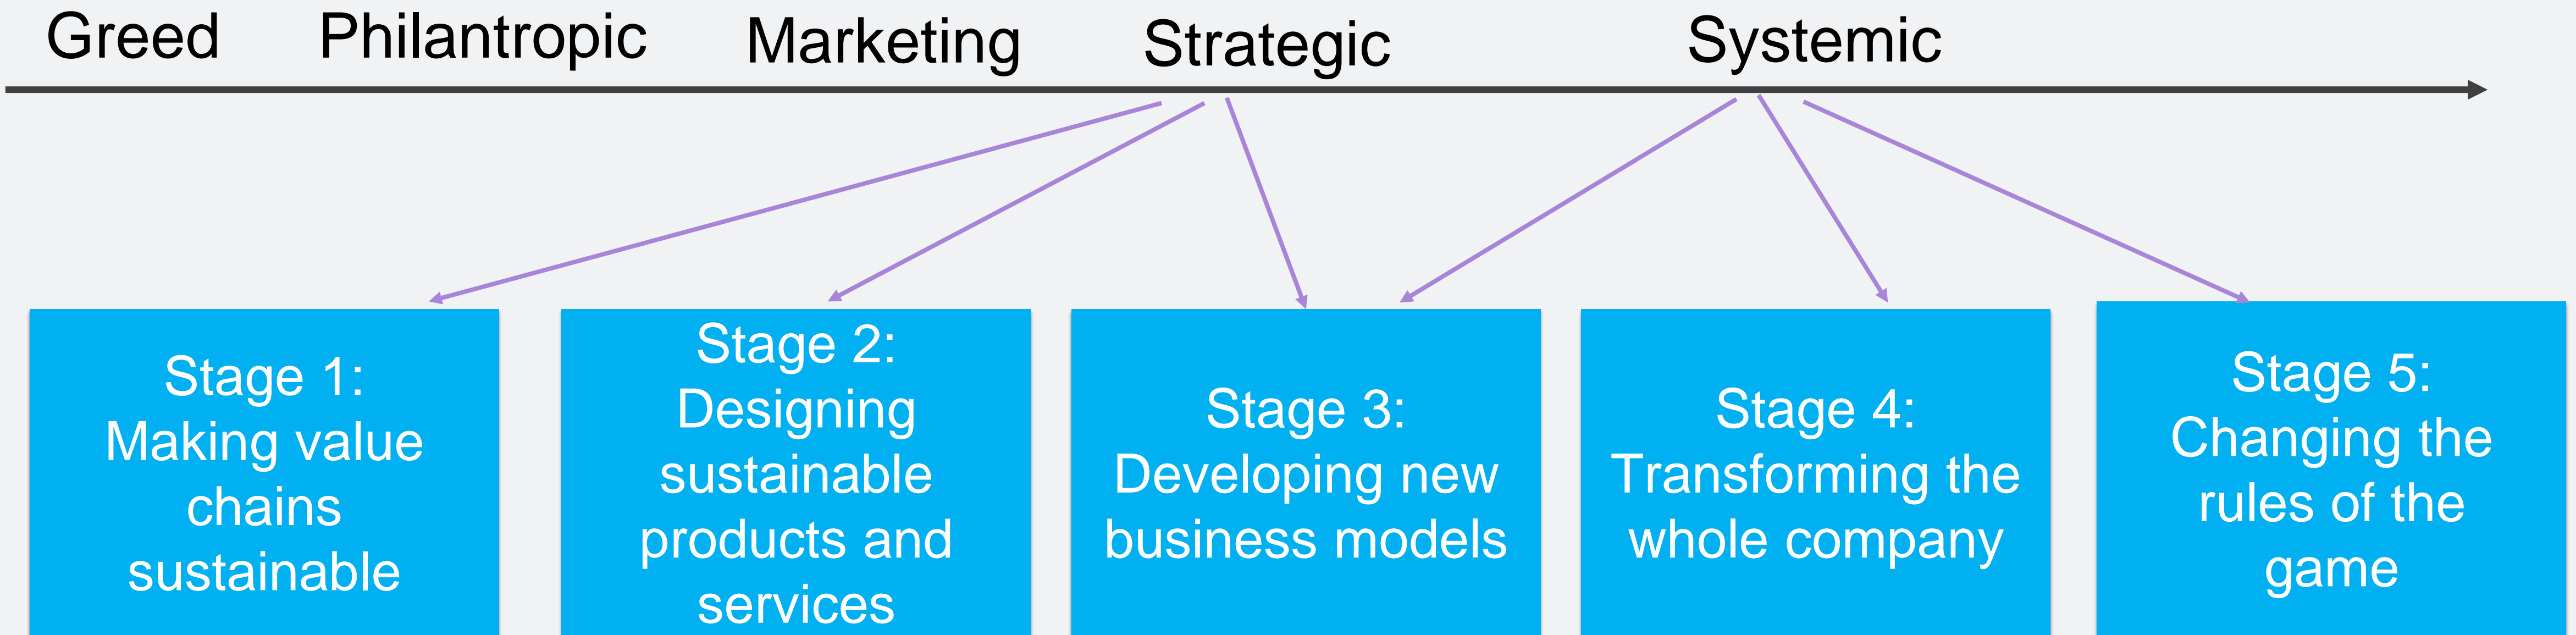 Greed
Philantropic
Marketing
Strategic
Systemic
Stage 1:
Making value
chains
sustainable
Stage 2:
Designing
sustainable
products and
services
Stage 3:
Developing new
business models
Stage 4:
Transforming the
whole company
Stage 5:
Changing the
rules of the
game